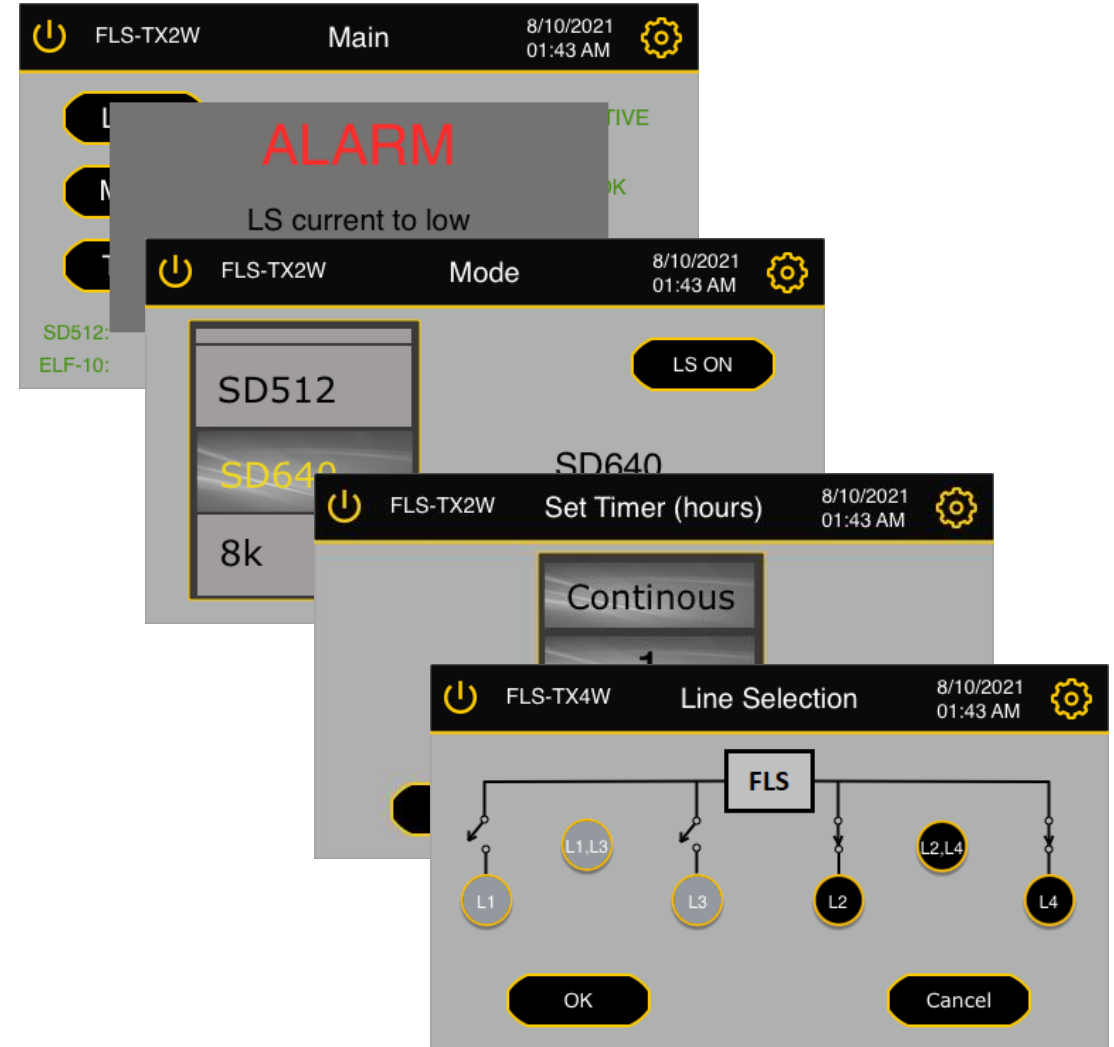 FLS-TX2W Main 8/10/2021
01:43 AM
ALARM
LS current to low
SD512:
ELF-10:
FLS-TX2W Mode 8/10/2021
01:43 AM
SD512
SD640
8k
LS ON
SD640
FLS-TX2W Set Timer (hours) 8/10/2021
01:43 AM
Continous
1
FLS-TX4W Line Selection 8/10/2021
01:43 AM
FLS
L1,L3 L2,L4
L1 L3 L2 L4
OK Cancel